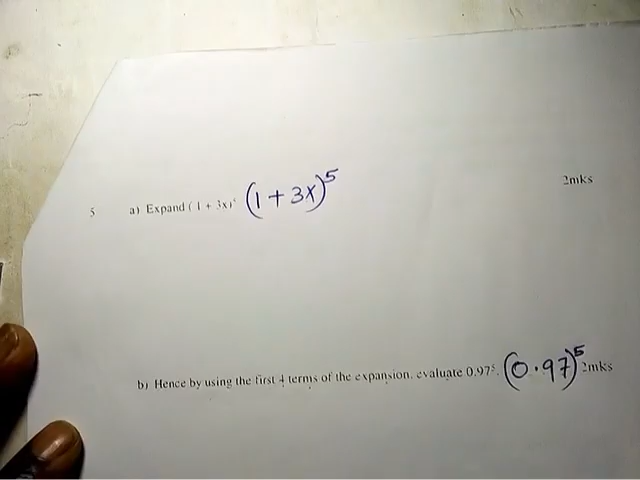 2mks
5 a) Expand ( 1 + 3x)⁵ (1 + 3x)⁵
b) Hence by using the first 4 terms of the expansion, evaluate 0.97⁵. (0.97)⁵ 2mks